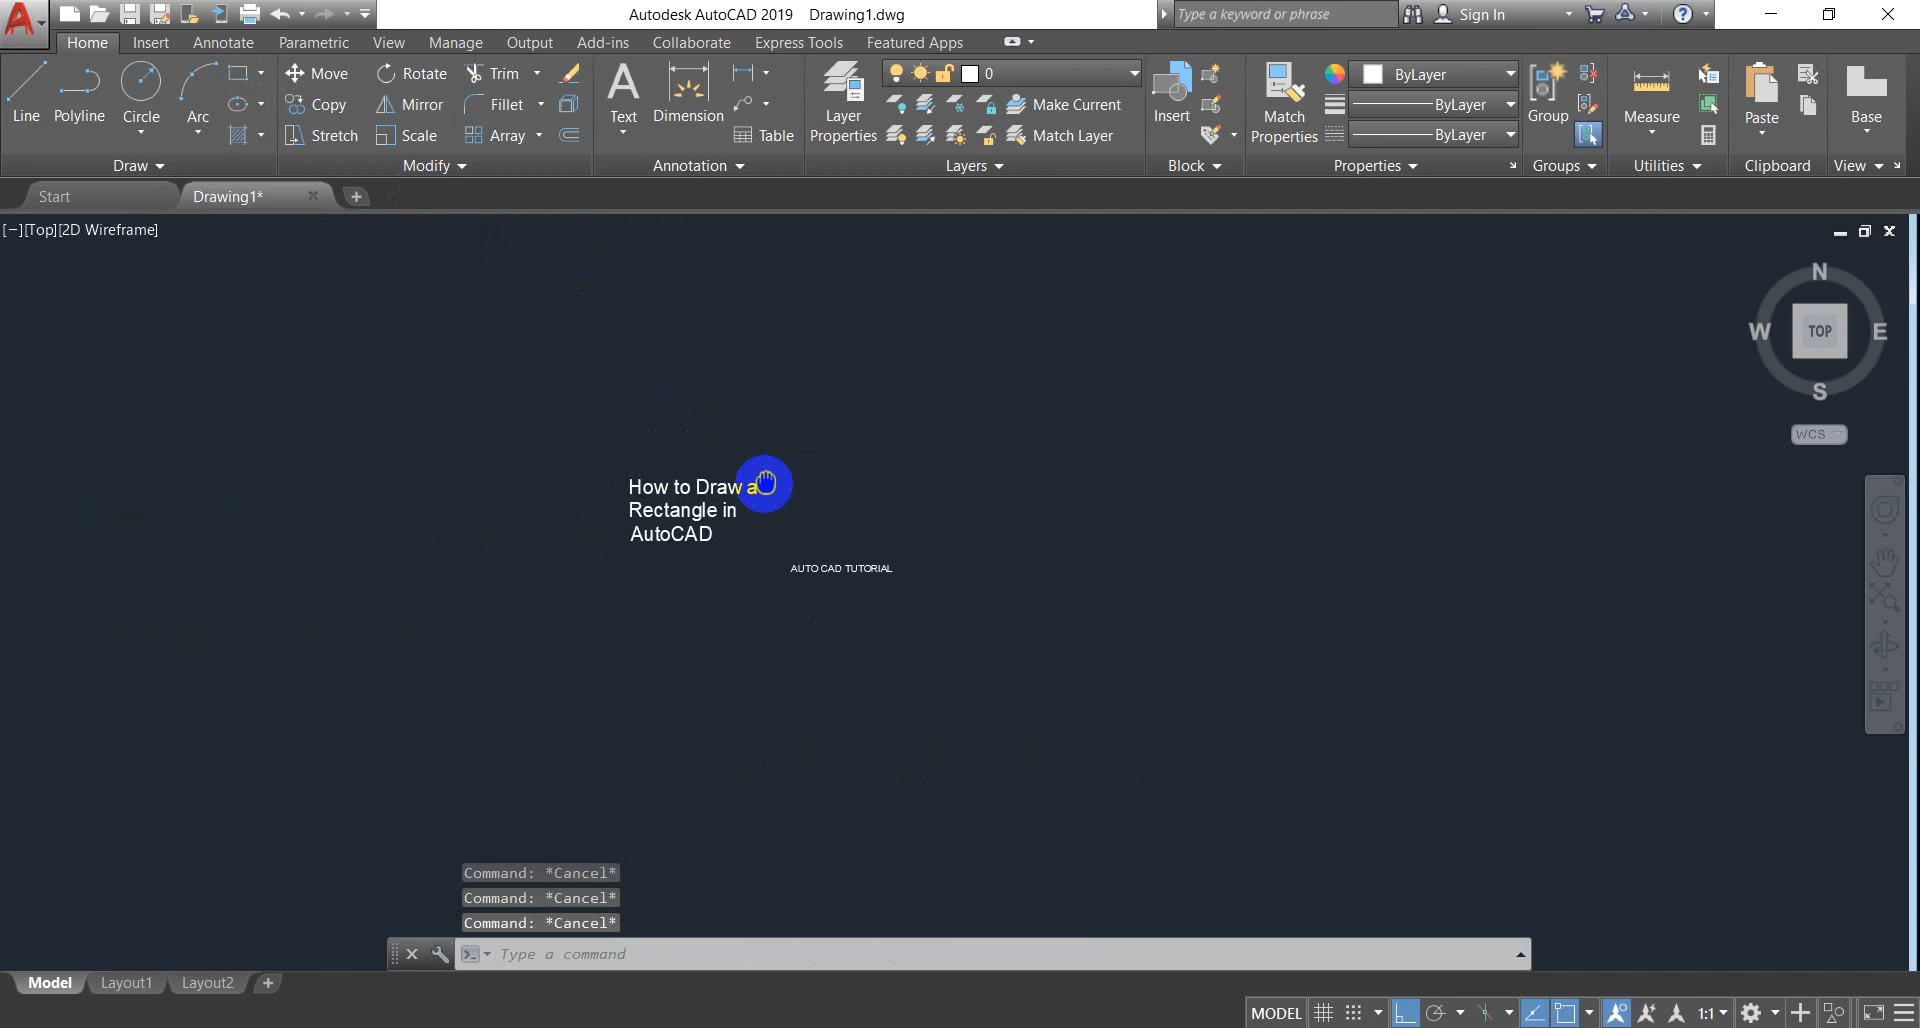 Autodesk AutoCAD 2019 Drawing1.dwg
Type a keyword or phrase
Sign In
Home Insert Annotate Parametric View Manage Output Add-ins Collaborate Express Tools Featured Apps
Line Polyline Circle Arc
Move Rotate Trim
Copy Mirror Fillet
Stretch Scale Array
Text Dimension
Table
Layer
Properties
0
Make Current
Match Layer
Insert
Match
Properties
ByLayer
ByLayer
ByLayer
Group
Measure
Paste
Base
Draw Modify Annotation Layers Block Properties Groups Utilities Clipboard View
Start Drawing1*
[−][Top][2D Wireframe]
N
W TOP E
S
WCS
How to Draw a
Rectangle in
AutoCAD
AUTO CAD TUTORIAL
Command: *Cancel*
Command: *Cancel*
Command: *Cancel*
Type a command
Model Layout1 Layout2
MODEL 1:1